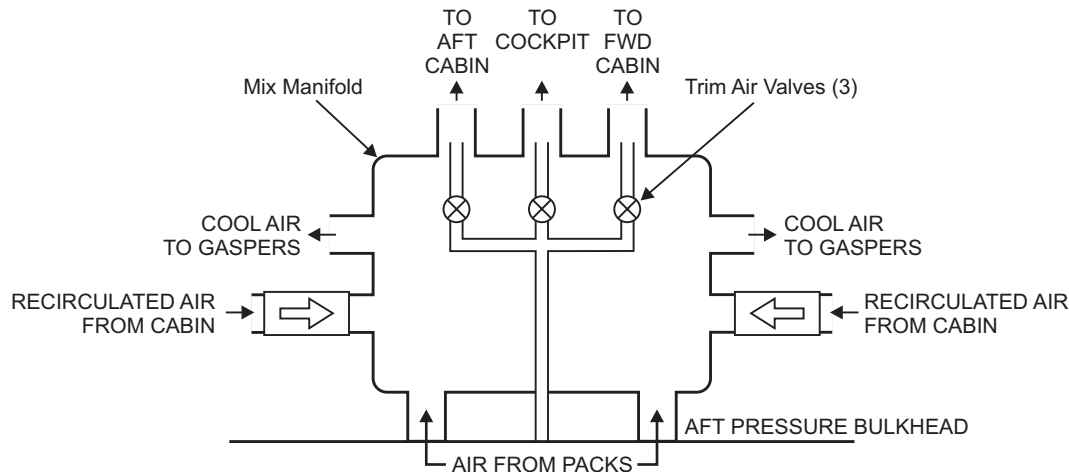 TO
AFT
CABIN
TO
COCKPIT
TO
FWD
CABIN
Mix Manifold
Trim Air Valves (3)
COOL AIR
TO GASPERS
COOL AIR
TO GASPERS
RECIRCULATED AIR
FROM CABIN
RECIRCULATED AIR
FROM CABIN
AFT PRESSURE BULKHEAD
AIR FROM PACKS